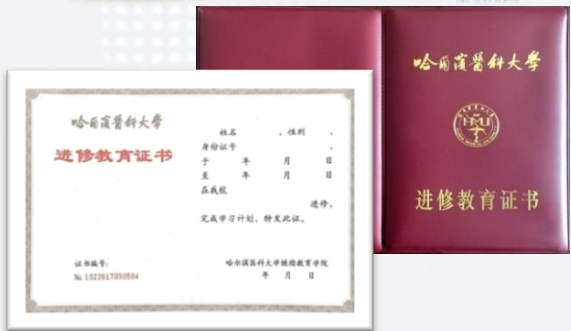 哈尔滨医科大学
进修教育证书
姓名 ，性别 、
身份证号 、
于 年 月 日
至 年 月 日
在我校
进修，
完成学习计划，特发此证。
证书编号:
No. 1022617050504
哈尔滨医科大学继续教育学院
年 月 日
哈尔滨醫科大學
HMU
进修教育证书